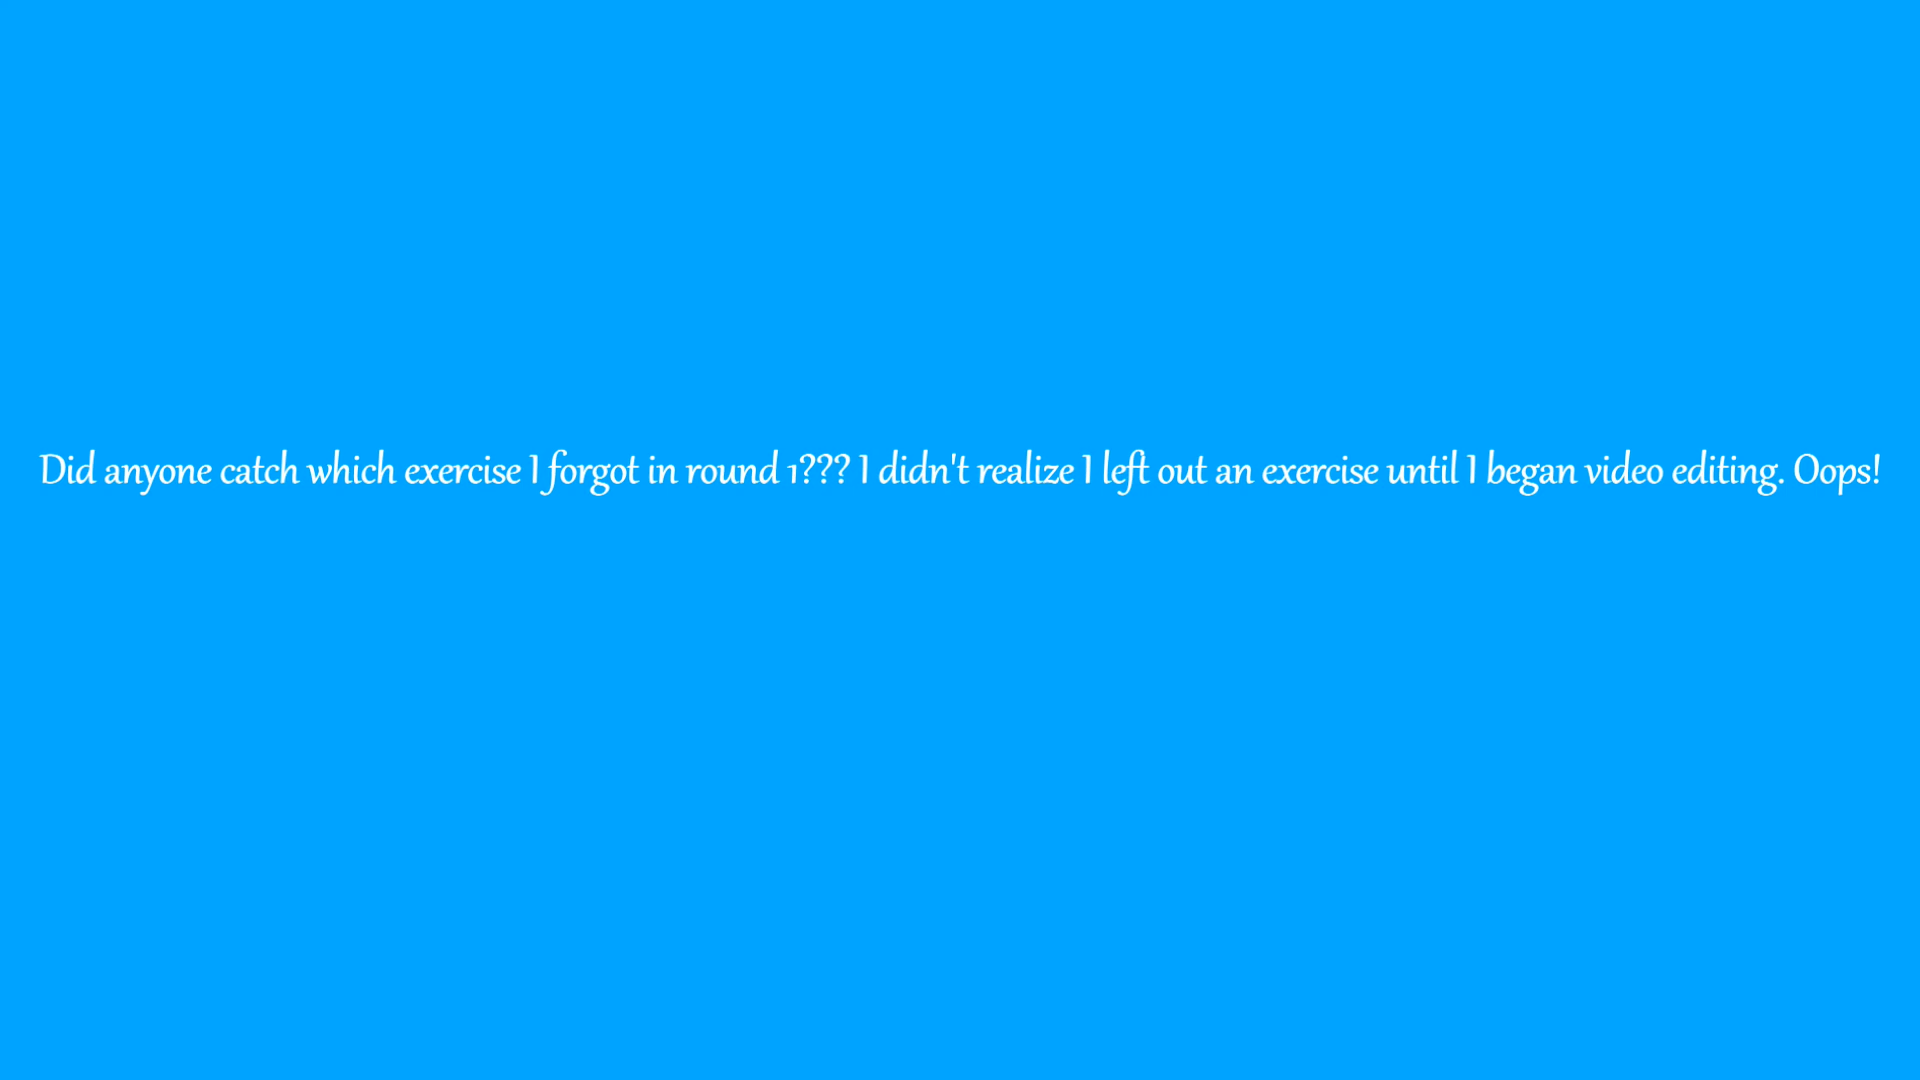 Did anyone catch which exercise I forgot in round 1??? I didn't realize I left out an exercise until I began video editing. Oops!